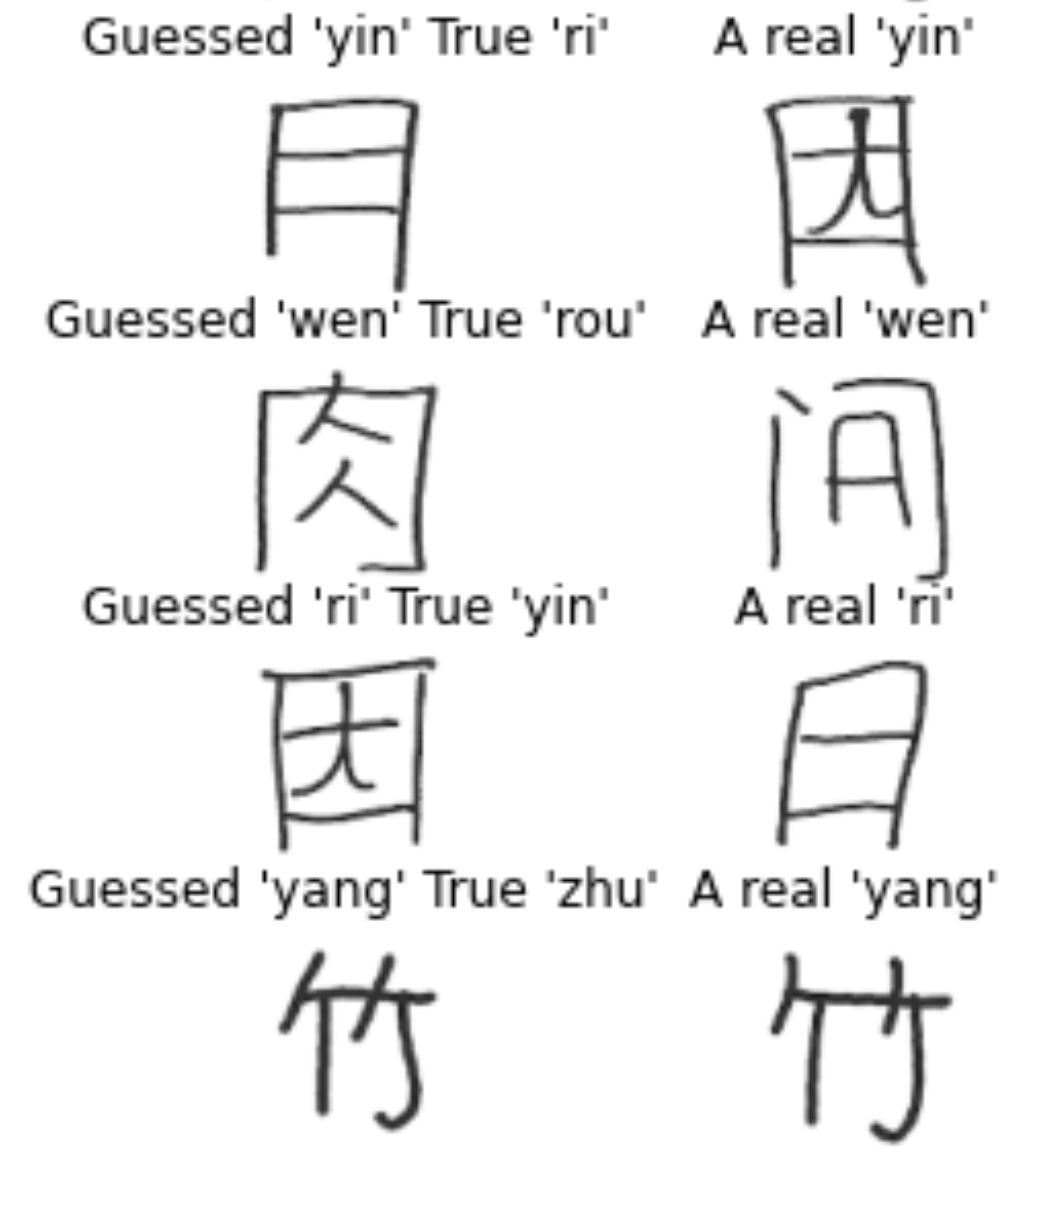 Guessed 'yin' True 'ri' A real 'yin'
日 因
Guessed 'wen' True 'rou' A real 'wen'
肉 问
Guessed 'ri' True 'yin' A real 'ri'
因 日
Guessed 'yang' True 'zhu' A real 'yang'
竹 竹